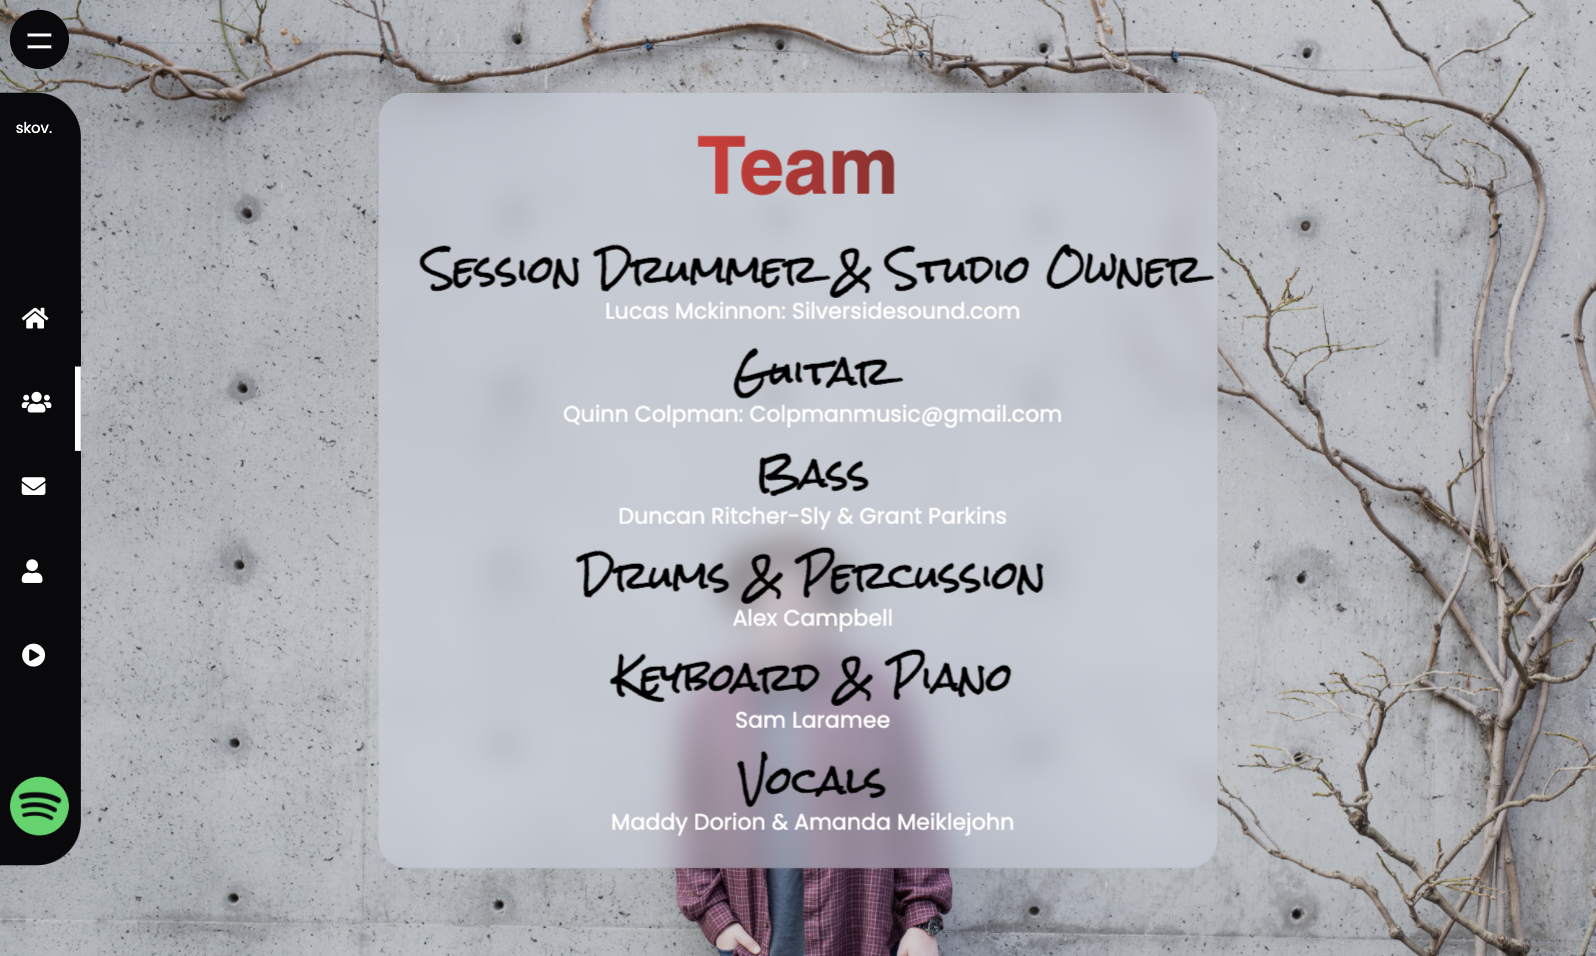 skov.
Team
Session Drummer & Studio Owner
Lucas Mckinnon: Silversidesound.com
Guitar
Quinn Colpman: Colpmanmusic@gmail.com
Bass
Duncan Ritcher-Sly & Grant Parkins
Drums & Percussion
Alex Campbell
Keyboard & Piano
Sam Laramee
Vocals
Maddy Dorion & Amanda Meiklejohn